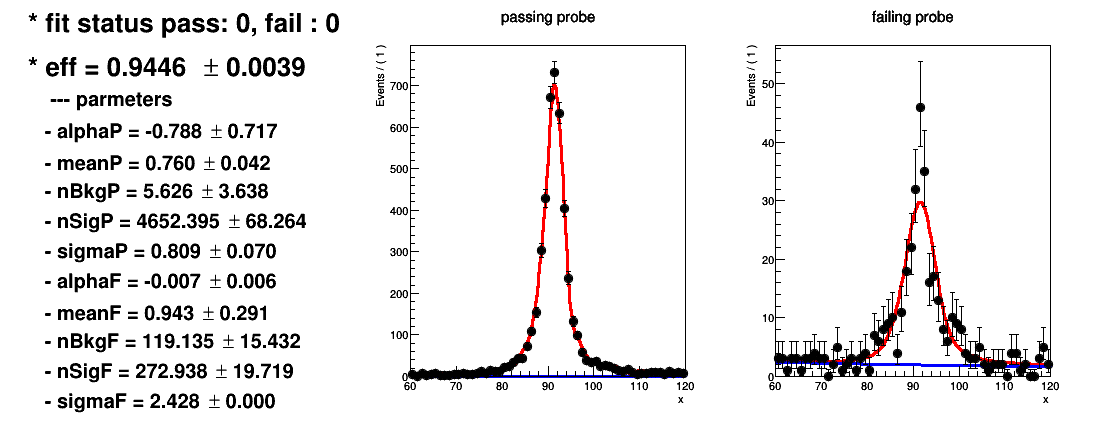 * fit status pass: 0, fail : 0
* eff = 0.9446 ± 0.0039
--- parmeters
- alphaP = -0.788 ± 0.717
- meanP = 0.760 ± 0.042
- nBkgP = 5.626 ± 3.638
- nSigP = 4652.395 ± 68.264
- sigmaP = 0.809 ± 0.070
- alphaF = -0.007 ± 0.006
- meanF = 0.943 ± 0.291
- nBkgF = 119.135 ± 15.432
- nSigF = 272.938 ± 19.719
- sigmaF = 2.428 ± 0.000
passing probe
Events / ( 1 )
700
600
500
400
300
200
100
0
60 70 80 90 100 110 120
x
failing probe
Events / ( 1 )
50
40
30
20
10
0
60 70 80 90 100 110 120
x